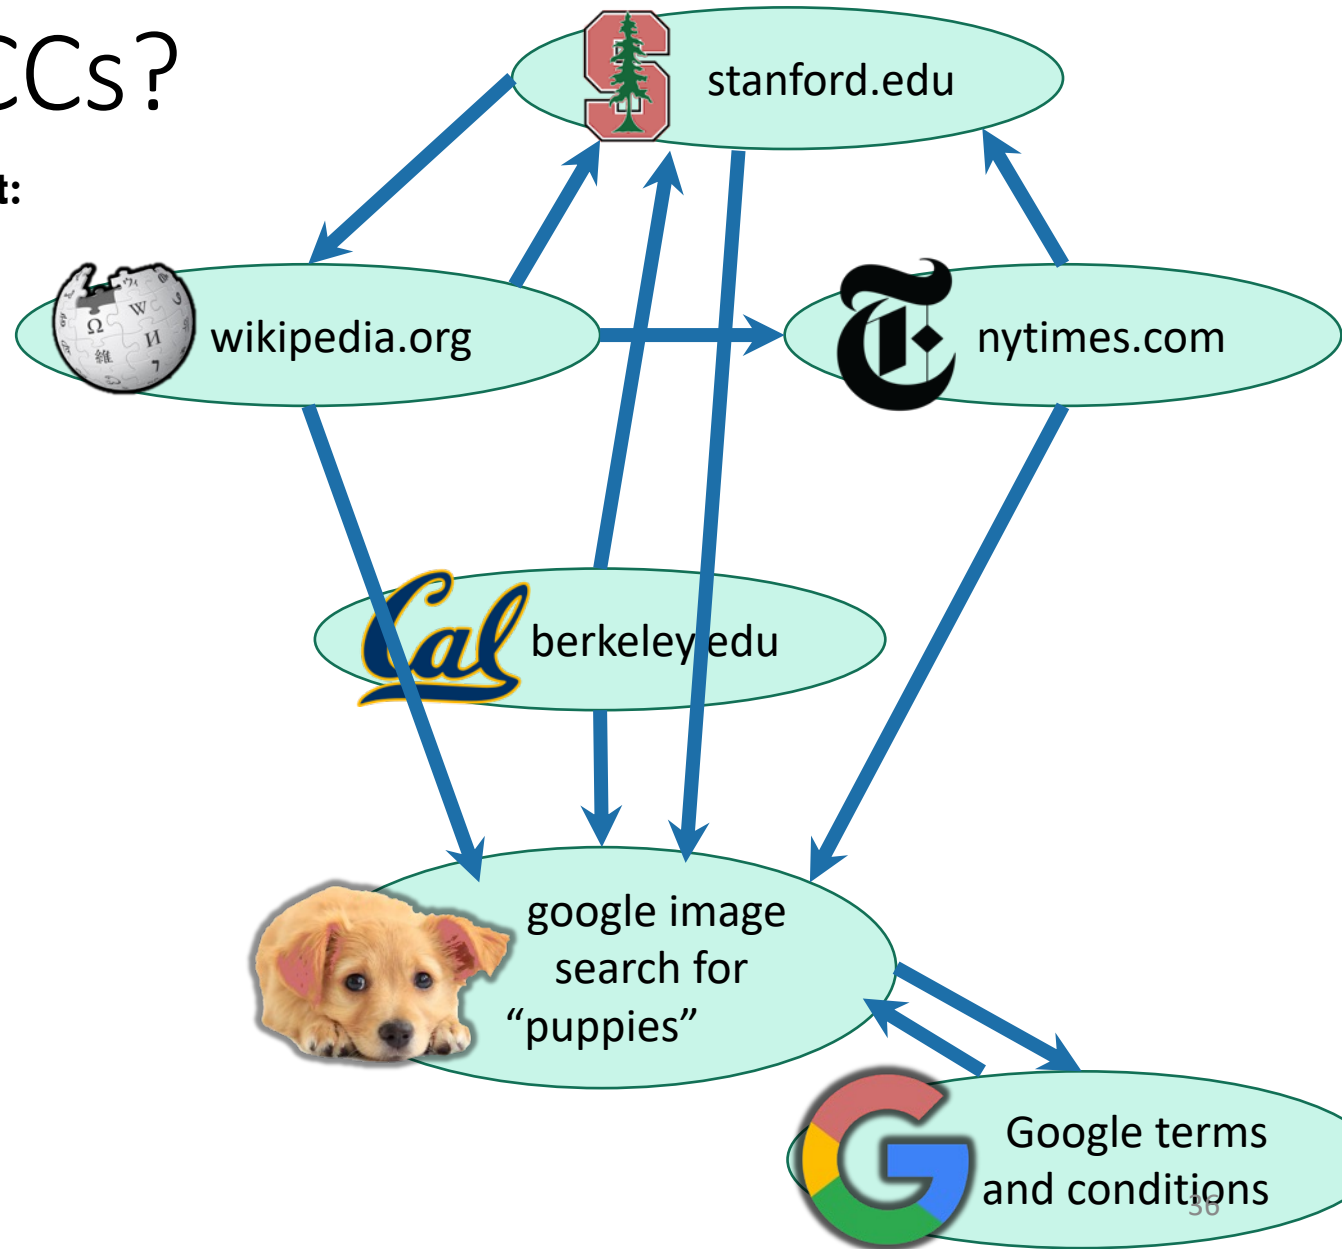 CCs?
t:
stanford.edu
wikipedia.org
nytimes.com
Cal
berkeley.edu
google image
search for
“puppies”
Google terms
and conditions
36